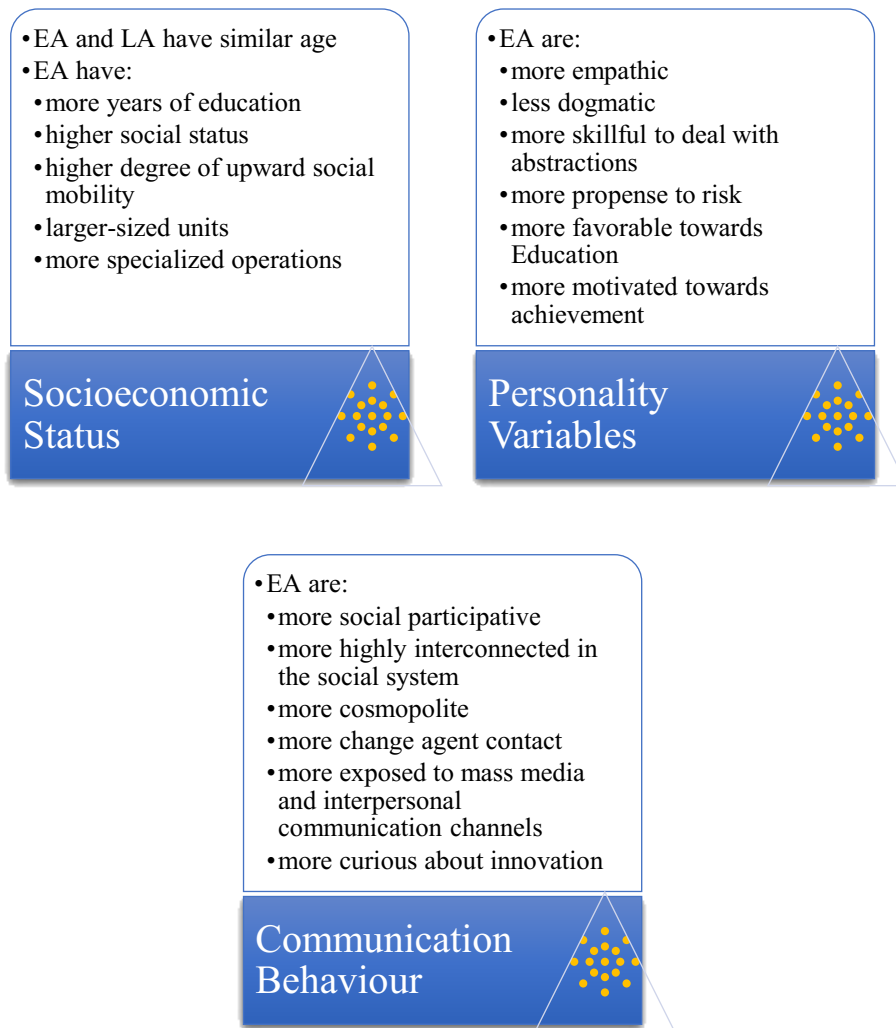 •EA and LA have similar age
•EA have:
•more years of education
•higher social status
•higher degree of upward social
mobility
•larger-sized units
•more specialized operations
Socioeconomic
Status
•EA are:
•more empathic
•less dogmatic
•more skillful to deal with
abstractions
•more propense to risk
•more favorable towards
Education
•more motivated towards
achievement
Personality
Variables
•EA are:
•more social participative
•more highly interconnected in
the social system
•more cosmopolite
•more change agent contact
•more exposed to mass media
and interpersonal
communication channels
•more curious about innovation
Communication
Behaviour